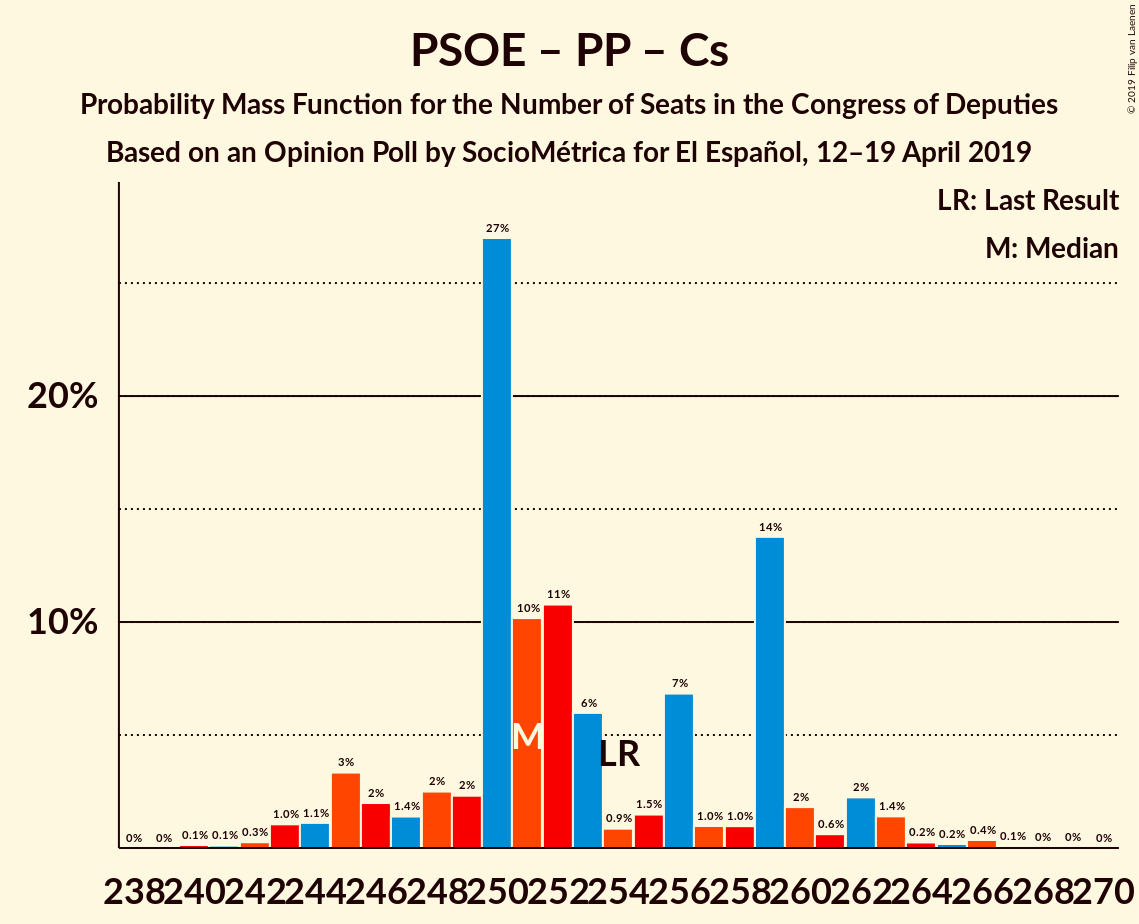 PSOE – PP – Cs
Probability Mass Function for the Number of Seats in the Congress of Deputies
Based on an Opinion Poll by SocioMétrica for El Español, 12–19 April 2019
© 2019 Filip van Laenen
LR: Last Result
M: Median
20%
10%
0% 0% 0.1% 0.1% 0.3% 1.0% 1.1% 3% 2% 1.4% 2% 2% 27% 10% 11% 6% 0.9% 1.5% 7% 1.0% 1.0% 14% 2% 0.6% 2% 1.4% 0.2% 0.2% 0.4% 0.1% 0% 0% 0%
M
LR
238 240 242 244 246 248 250 252 254 256 258 260 262 264 266 268 270